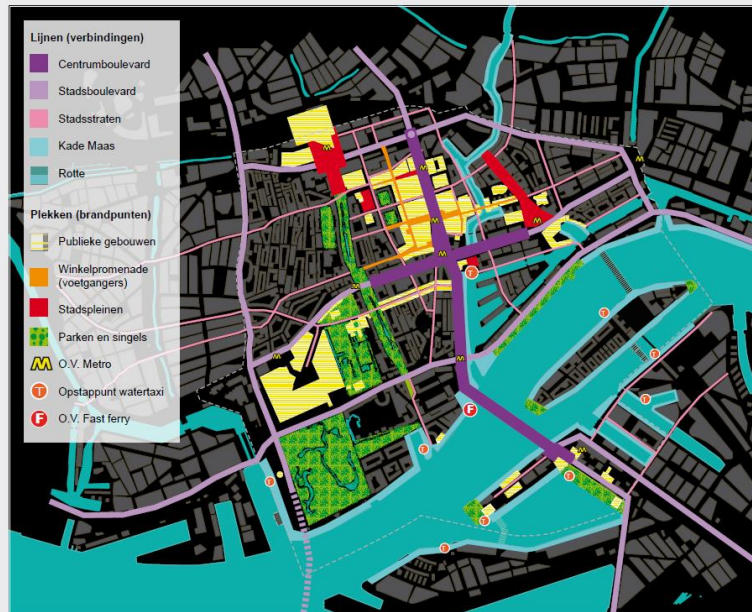 Lijnen (verbindingen)
Centrumboulevard
Stadsboulevard
Stadsstraten
Kade Maas
Rotte
Plekken (brandpunten)
Publieke gebouwen
Winkelpromenade
(voetgangers)
Stadspleinen
Parken en singels
M O.V. Metro
T Opstappunt watertaxi
F O.V. Fast ferry
M
M
M
M
M
M
M
M
T
M
M
T
T
T
F
T
M
T
T
T
T